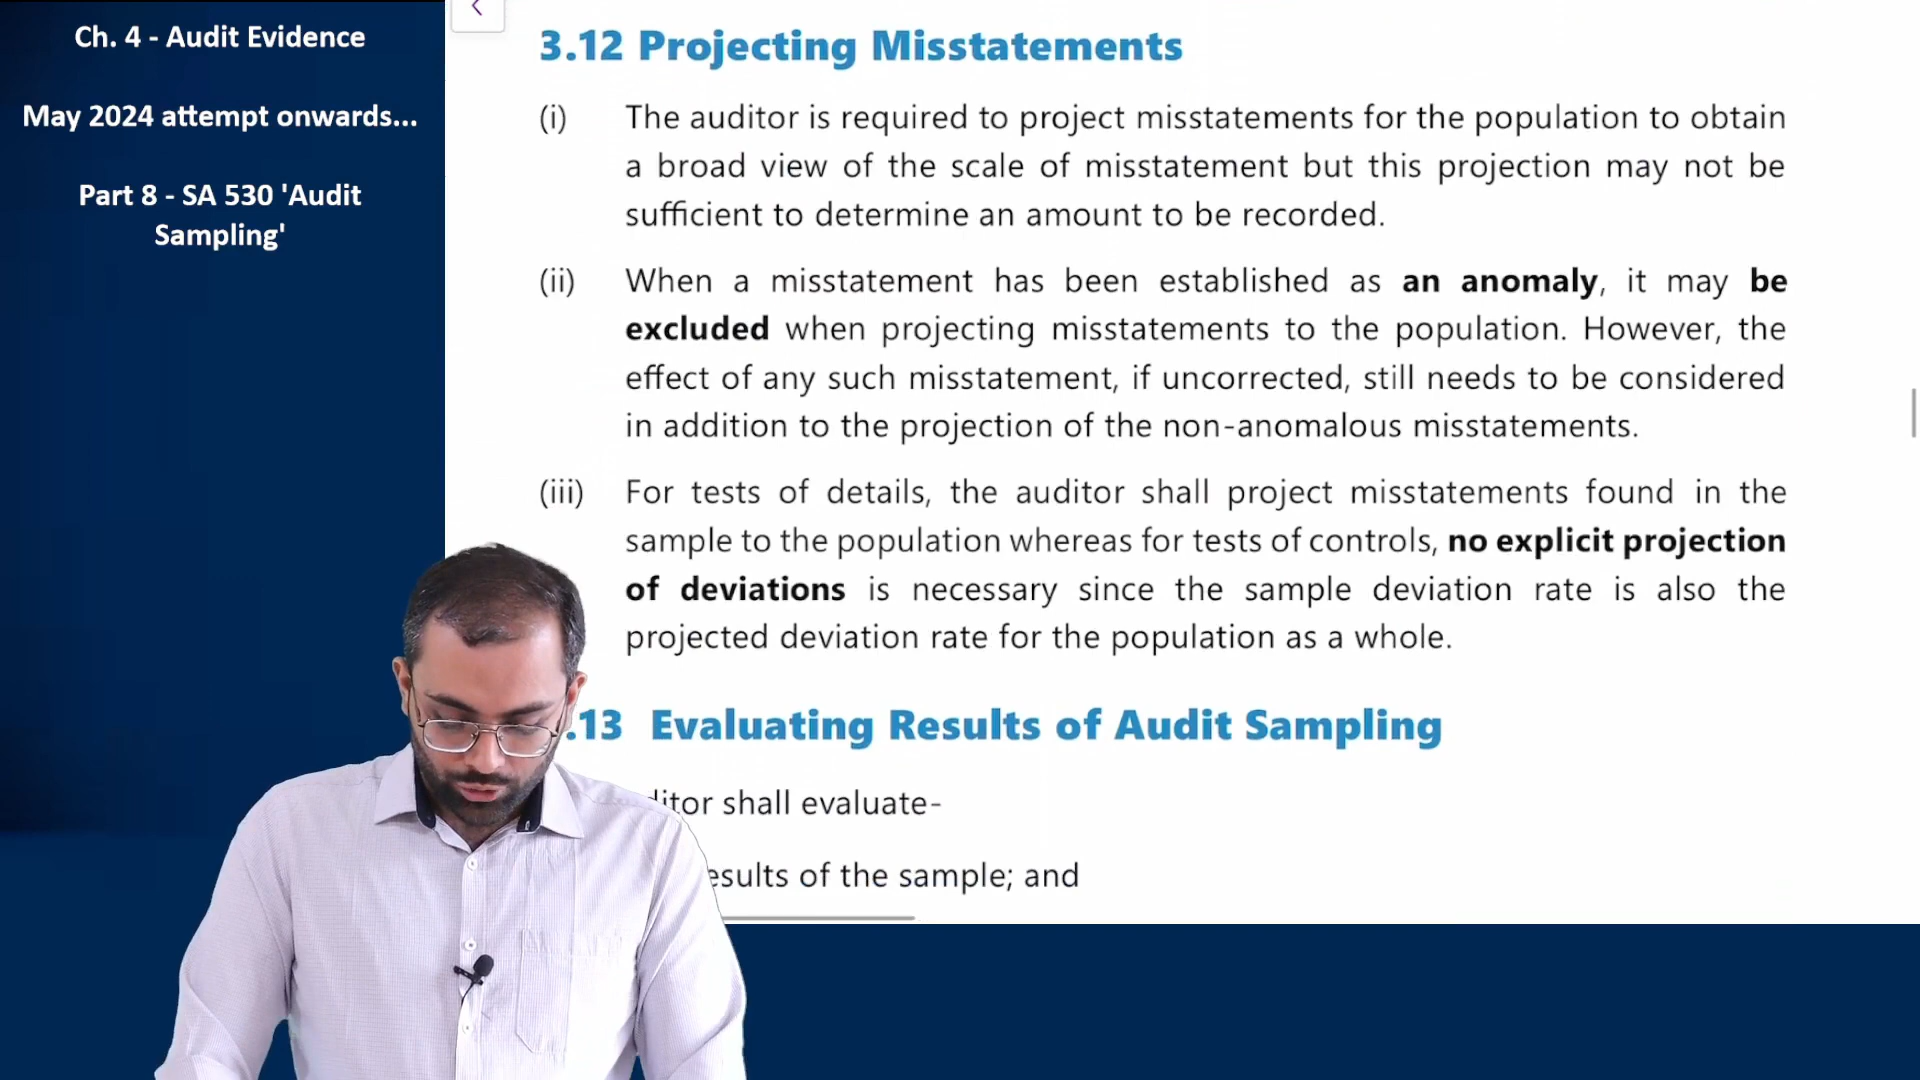 Ch. 4 - Audit Evidence
May 2024 attempt onwards...
Part 8 - SA 530 'Audit
Sampling'
3.12 Projecting Misstatements
(i) The auditor is required to project misstatements for the population to obtain
a broad view of the scale of misstatement but this projection may not be
sufficient to determine an amount to be recorded.
(ii) When a misstatement has been established as an anomaly, it may be
excluded when projecting misstatements to the population. However, the
effect of any such misstatement, if uncorrected, still needs to be considered
in addition to the projection of the non-anomalous misstatements.
(iii) For tests of details, the auditor shall project misstatements found in the
sample to the population whereas for tests of controls, no explicit projection
of deviations is necessary since the sample deviation rate is also the
projected deviation rate for the population as a whole.
.13 Evaluating Results of Audit Sampling
shall evaluate-
of the sample; and